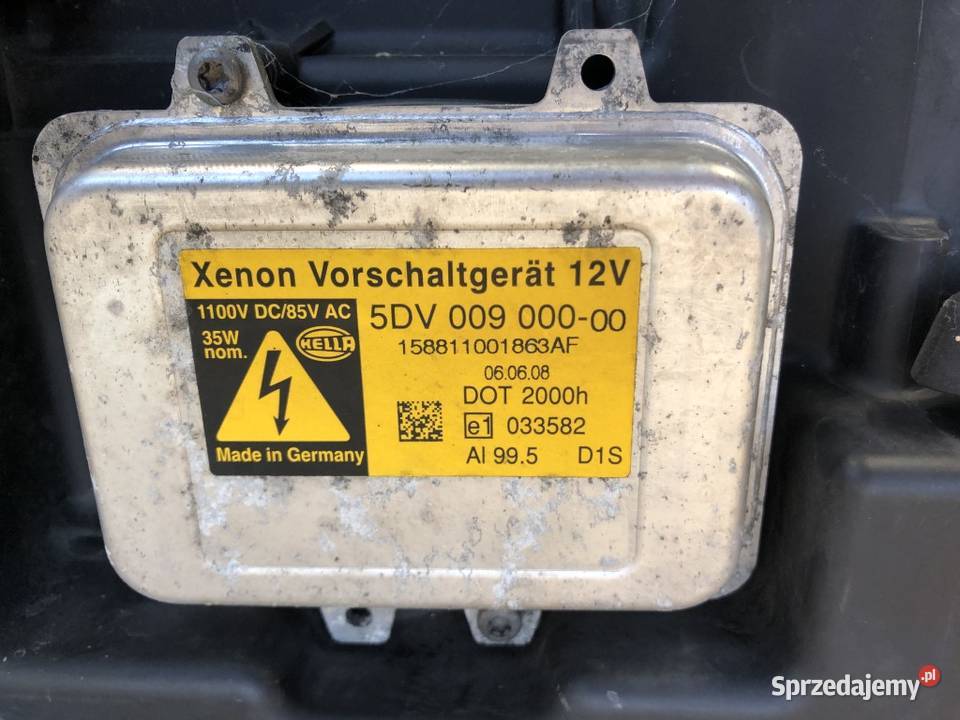 Xenon Vorschaltgerät 12V
1100V DC/85V AC
35W
nom.
HELLA
Made in Germany
5DV 009 000-00
158811001863AF
06.06.08
DOT 2000h
e1 033582
Al 99.5 D1S
Sprzedajemy.pl